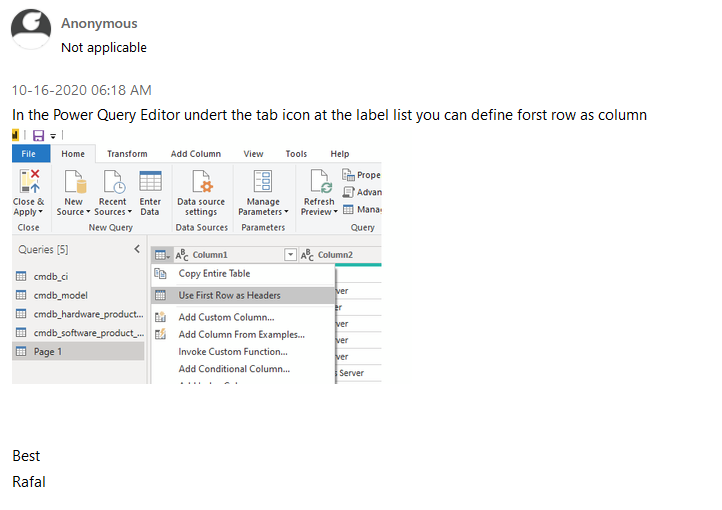 Anonymous
Not applicable
10-16-2020 06:18 AM
In the Power Query Editor undert the tab icon at the label list you can define forst row as column
File Home Transform Add Column View Tools Help
Close & Apply New Source Recent Sources Enter Data Data source settings Manage Parameters Refresh Preview Prope
Advan
Mana
Close New Query Data Sources Parameters Query
Queries [5]
ABC Column1 ABC Column2
cmdb_ci
cmdb_model
cmdb_hardware_product...
cmdb_software_product_...
Page 1
Copy Entire Table
Use First Row as Headers
Add Custom Column...
Add Column From Examples...
Invoke Custom Function...
Add Conditional Column...
ver
er
ver
ver
ver
Server
Best
Rafal